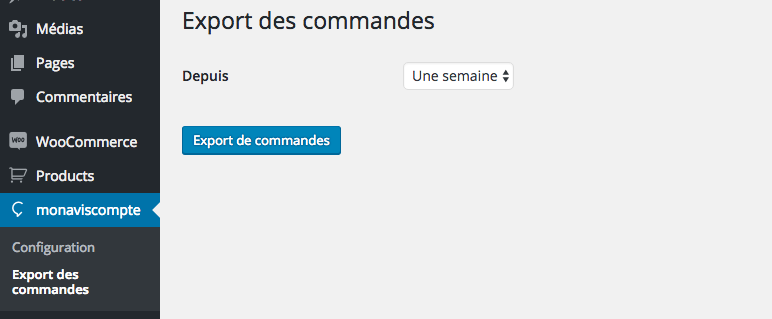 Médias
Pages
Commentaires
WOO
WooCommerce
Products
monaviscompte
Configuration
Export des
commandes
Export des commandes
Depuis
Une semaine
Export de commandes